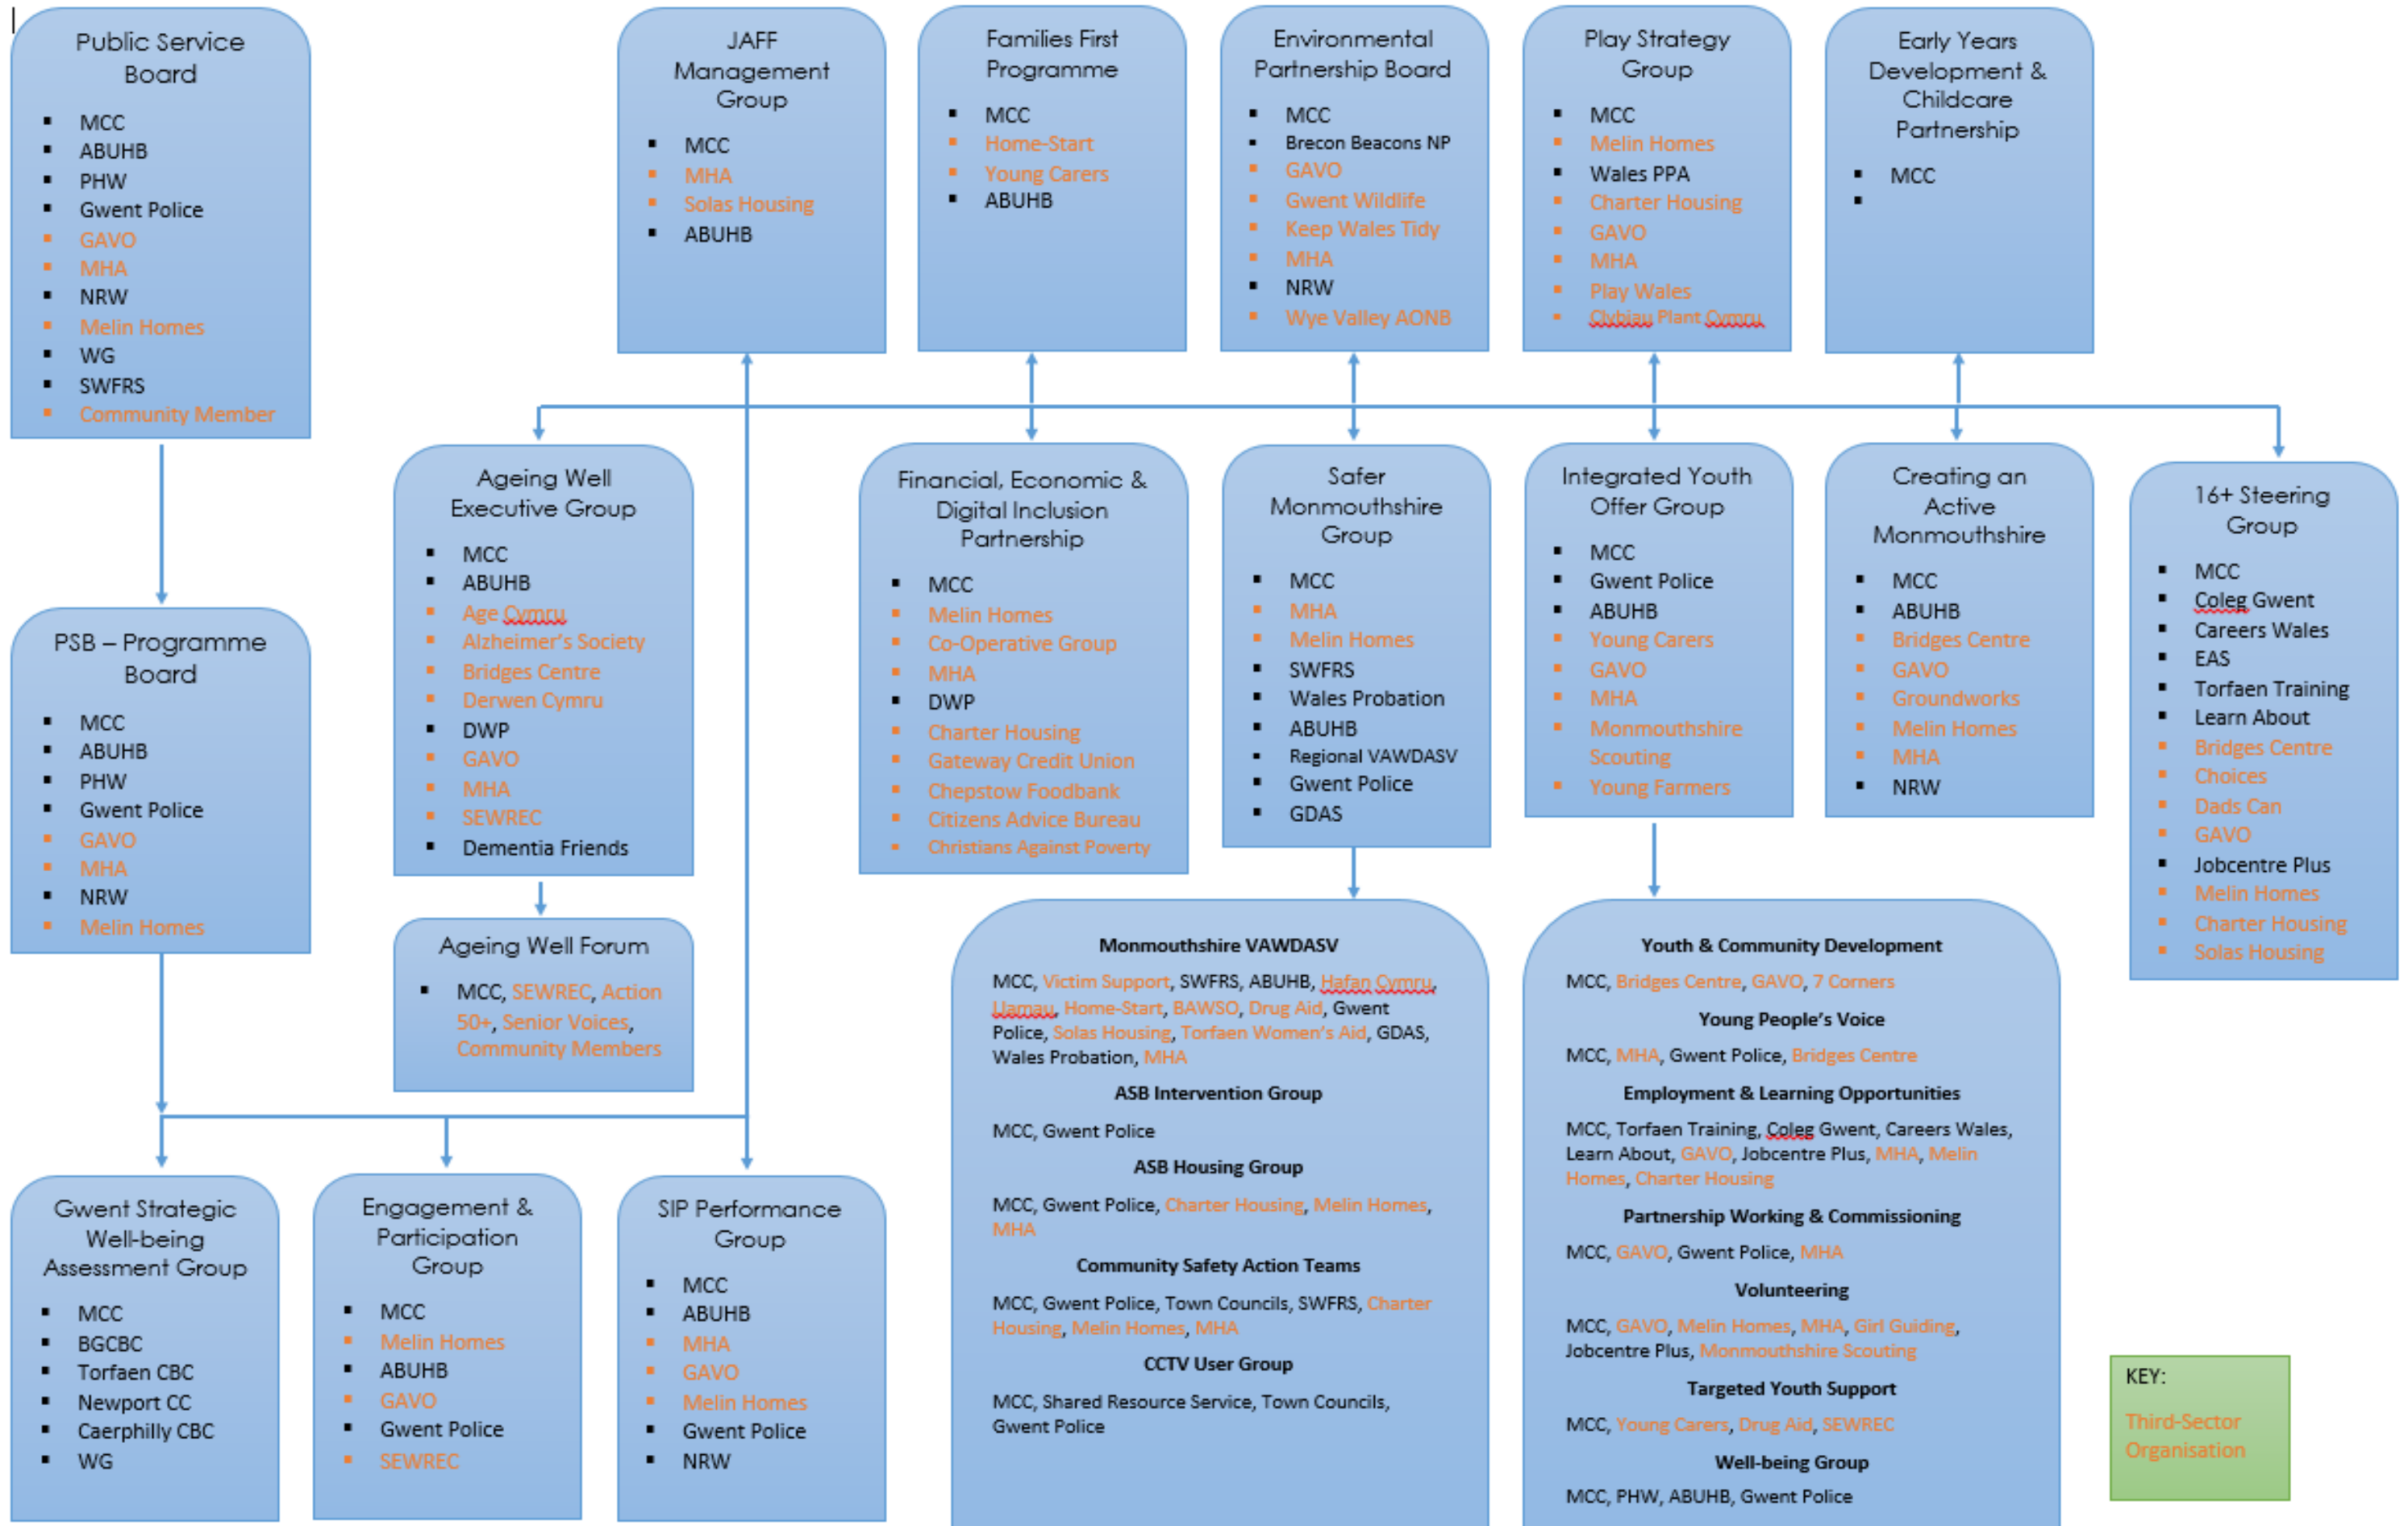 Public Service
Board
MCC
ABUHB
PHW
Gwent Police
GAVO
MHA
NRW
Melin Homes
WG
SWFRS
Community Member
JAFF
Management
Group
MCC
MHA
Solas Housing
ABUHB
Families First
Programme
MCC
Home-Start
Young Carers
ABUHB
Environmental
Partnership Board
MCC
Brecon Beacons NP
GAVO
Gwent Wildlife
Keep Wales Tidy
MHA
NRW
Wye Valley AONB
Play Strategy
Group
MCC
Melin Homes
Wales PPA
Charter Housing
GAVO
MHA
Play Wales
Clybiau Plant Cymru
Early Years
Development &
Childcare
Partnership
MCC
PSB – Programme
Board
MCC
ABUHB
PHW
Gwent Police
GAVO
MHA
NRW
Melin Homes
Ageing Well
Executive Group
MCC
ABUHB
Age Cymru
Alzheimer's Society
Bridges Centre
Derwen Cymru
DWP
GAVO
MHA
SEWREC
Dementia Friends
Financial, Economic &
Digital Inclusion
Partnership
MCC
Melin Homes
Co-Operative Group
MHA
DWP
Charter Housing
Gateway Credit Union
Chepstow Foodbank
Citizens Advice Bureau
Christians Against Poverty
Safer
Monmouthshire
Group
MCC
MHA
Melin Homes
SWFRS
Wales Probation
ABUHB
Regional VAWDASV
Gwent Police
GDAS
Integrated Youth
Offer Group
MCC
Gwent Police
ABUHB
Young Carers
GAVO
MHA
Monmouthshire
Scouting
Young Farmers
Creating an
Active
Monmouthshire
MCC
ABUHB
Bridges Centre
GAVO
Groundworks
Melin Homes
MHA
NRW
16+ Steering
Group
MCC
Coleg Gwent
Careers Wales
EAS
Torfaen Training
Learn About
Bridges Centre
Choices
Dads Can
GAVO
Jobcentre Plus
Melin Homes
Charter Housing
Solas Housing
Ageing Well Forum
MCC, SEWREC, Action
50+, Senior Voices,
Community Members
Gwent Strategic
Well-being
Assessment Group
MCC
BGCBC
Torfaen CBC
Newport CC
Caerphilly CBC
WG
Engagement &
Participation
Group
MCC
Melin Homes
ABUHB
GAVO
Gwent Police
SEWREC
SIP Performance
Group
MCC
ABUHB
MHA
GAVO
Melin Homes
Gwent Police
NRW
Monmouthshire VAWDASV
MCC, Victim Support, SWFRS, ABUHB, Hafan Cymru,
Llamau, Home-Start, BAWSO, Drug Aid, Gwent
Police, Solas Housing, Torfaen Women's Aid, GDAS,
Wales Probation, MHA
ASB Intervention Group
MCC, Gwent Police
ASB Housing Group
MCC, Gwent Police, Charter Housing, Melin Homes,
MHA
Community Safety Action Teams
MCC, Gwent Police, Town Councils, SWFRS, Charter
Housing, Melin Homes, MHA
CCTV User Group
MCC, Shared Resource Service, Town Councils,
Gwent Police
Youth & Community Development
MCC, Bridges Centre, GAVO, 7 Corners
Young People's Voice
MCC, MHA, Gwent Police, Bridges Centre
Employment & Learning Opportunities
MCC, Torfaen Training, Coleg Gwent, Careers Wales,
Learn About, GAVO, Jobcentre Plus, MHA, Melin
Homes, Charter Housing
Partnership Working & Commissioning
MCC, GAVO, Gwent Police, MHA
Volunteering
MCC, GAVO, Melin Homes, MHA, Girl Guiding,
Jobcentre Plus, Monmouthshire Scouting
Targeted Youth Support
MCC, Young Carers, Drug Aid, SEWREC
Well-being Group
MCC, PHW, ABUHB, Gwent Police
KEY:
Third-Sector
Organisation